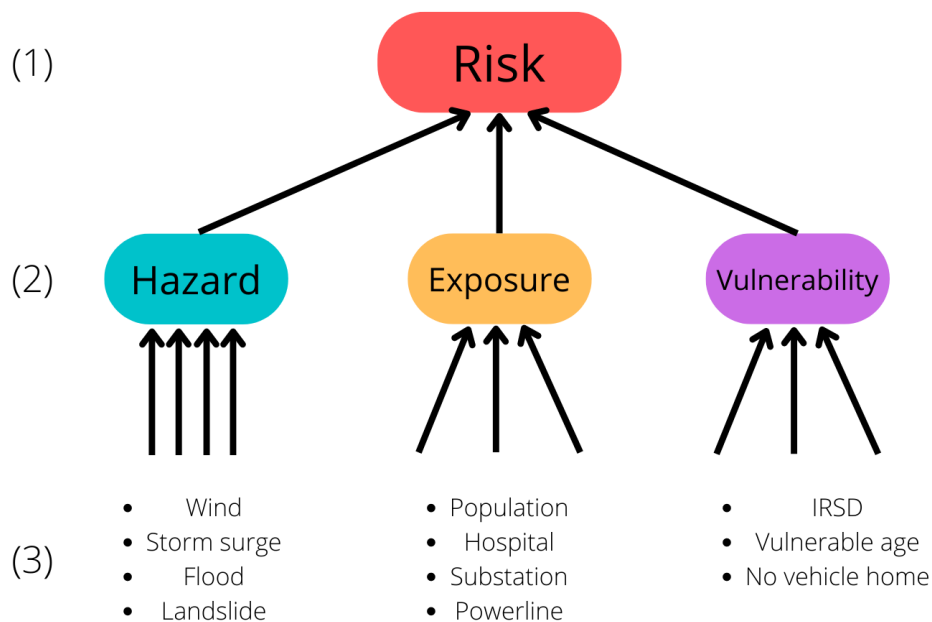 (1)
Risk
(2)
Hazard
Exposure
Vulnerability
(3)
• Wind
• Storm surge
• Flood
• Landslide
• Population
• Hospital
• Substation
• Powerline
• IRSD
• Vulnerable age
• No vehicle home